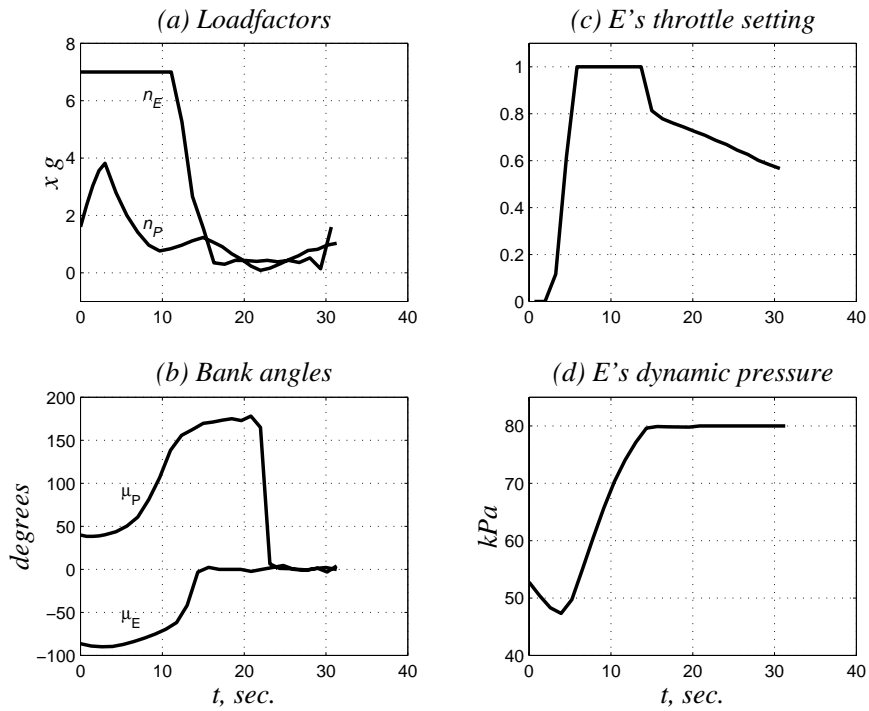 (a) Loadfactors
8
6
4
2
0
x g
n_E
n_P
0 10 20 30 40
(c) E's throttle setting
1
0.8
0.6
0.4
0.2
0
0 10 20 30 40
(b) Bank angles
200
150
100
50
0
−50
−100
degrees
μ_P
μ_E
0 10 20 30 40
t, sec.
(d) E's dynamic pressure
80
70
60
50
40
kPa
0 10 20 30 40
t, sec.